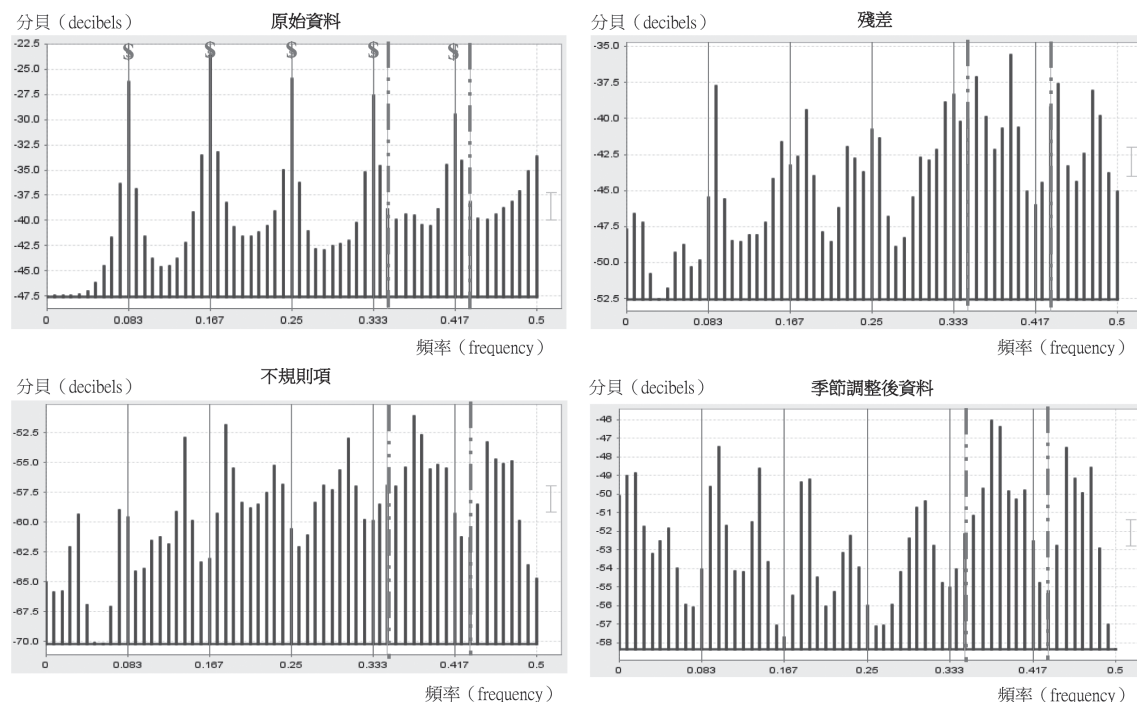 分貝（decibels）
原始資料
-22.5
$ $ $ $ $
-25.0
-27.5
-30.0
-32.5
-35.0
-37.5
-40.0
-42.5
-45.0
-47.5
0 0.083 0.167 0.25 0.333 0.417 0.5
頻率（frequency）
分貝（decibels）
殘差
-35.0
-37.5
-40.0
-42.5
-45.0
-47.5
-50.0
-52.5
0 0.083 0.167 0.25 0.333 0.417 0.5
頻率（frequency）
分貝（decibels）
不規則項
-52.5
-55.0
-57.5
-60.0
-62.5
-65.0
-67.5
-70.0
0 0.083 0.167 0.25 0.333 0.417 0.5
頻率（frequency）
分貝（decibels）
季節調整後資料
-46
-47
-48
-49
-50
-51
-52
-53
-54
-55
-56
-57
-58
0 0.083 0.167 0.25 0.333 0.417 0.5
頻率（frequency）